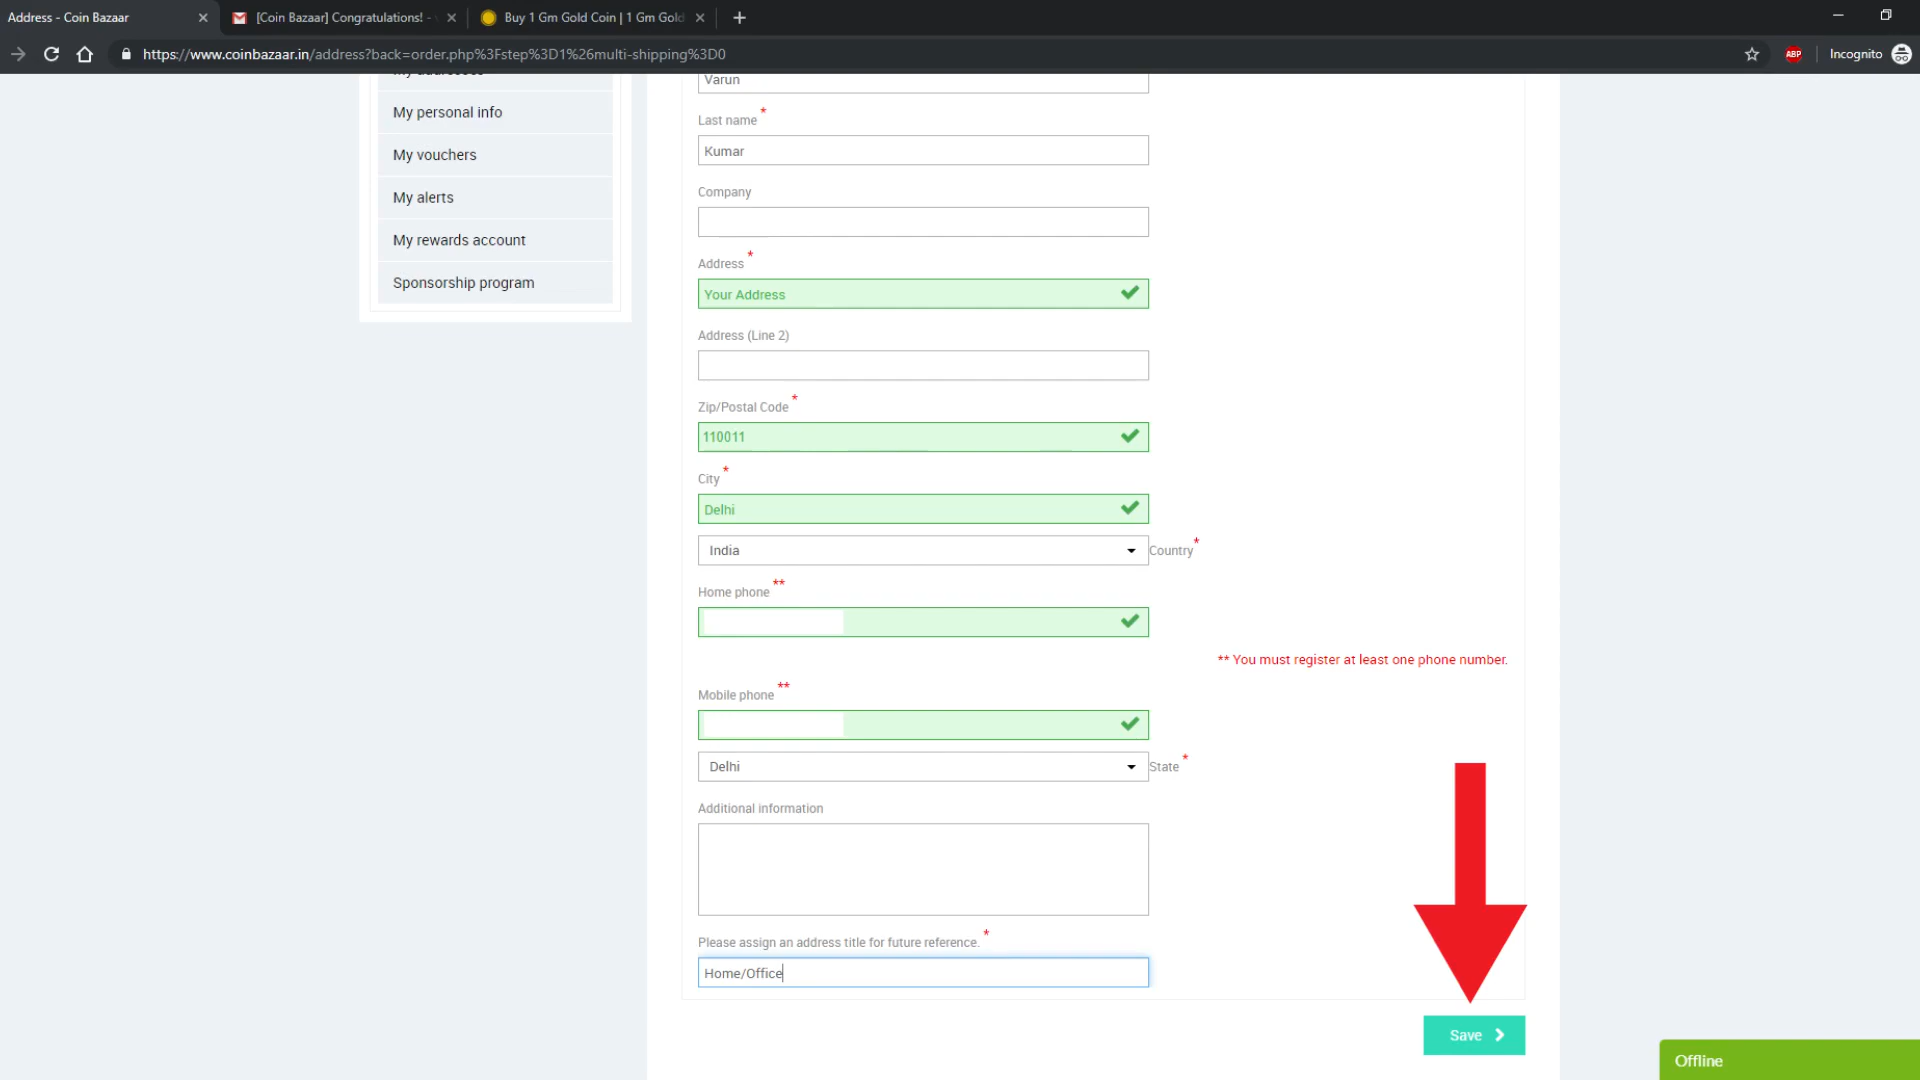 Address - Coin Bazaar
[Coin Bazaar] Congratulations! -
Buy 1 Gm Gold Coin | 1 Gm Gold
https://www.coinbazaar.in/address?back=order.php%3Fstep%3D1%26multi-shipping%3D0
ABP
Incognito
My addresses
My personal info
My vouchers
My alerts
My rewards account
Sponsorship program
Varun
Last name *
Kumar
Company
Address *
Your Address
Address (Line 2)
Zip/Postal Code *
110011
City *
Delhi
India
Country *
Home phone **
** You must register at least one phone number.
Mobile phone **
Delhi
State *
Additional information
Please assign an address title for future reference. *
Home/Office
Save
Offline